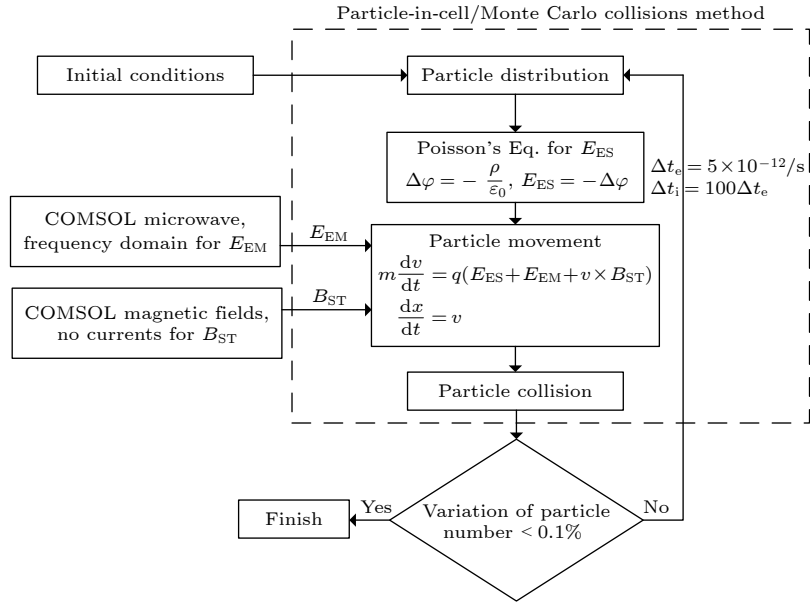 Particle-in-cell/Monte Carlo collisions method
Initial conditions
Particle distribution
Poisson's Eq. for E_ES
Δφ = − ρ/ε₀, E_ES = −Δφ
Δt_e = 5×10⁻¹²/s
Δt_i = 100Δt_e
COMSOL microwave,
frequency domain for E_EM
E_EM
Particle movement
m dv/dt = q(E_ES + E_EM + v × B_ST)
dx/dt = v
COMSOL magnetic fields,
no currents for B_ST
B_ST
Particle collision
Variation of particle
number < 0.1%
Yes
No
Finish